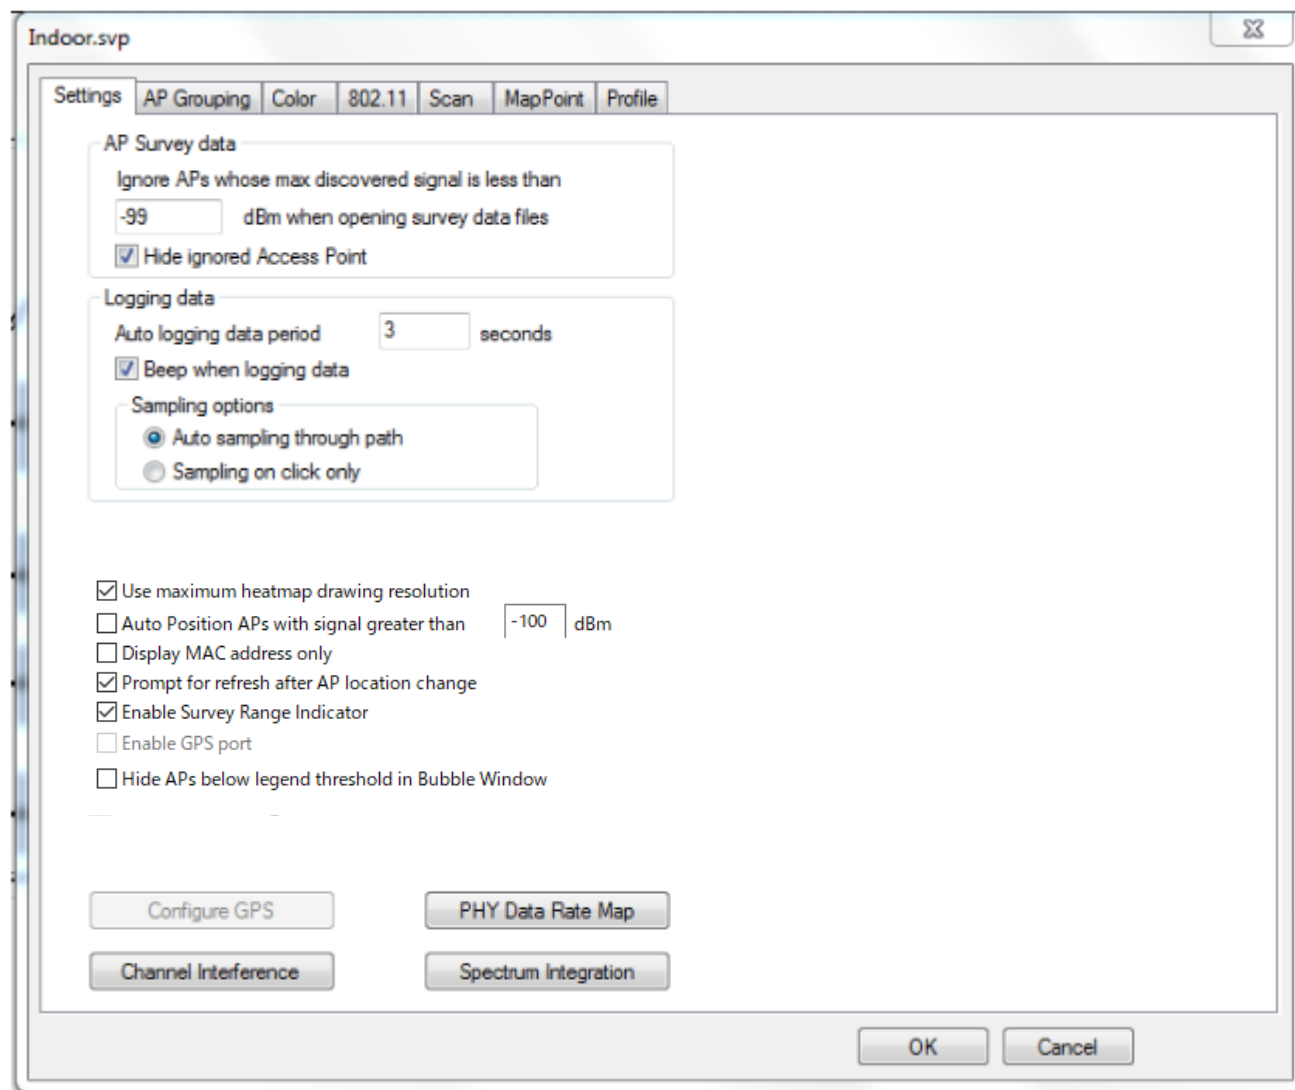 Indoor.svp
Settings AP Grouping Color 802.11 Scan MapPoint Profile
AP Survey data
Ignore APs whose max discovered signal is less than
-99 dBm when opening survey data files
Hide ignored Access Point
Logging data
Auto logging data period 3 seconds
Beep when logging data
Sampling options
Auto sampling through path
Sampling on click only
Use maximum heatmap drawing resolution
Auto Position APs with signal greater than -100 dBm
Display MAC address only
Prompt for refresh after AP location change
Enable Survey Range Indicator
Enable GPS port
Hide APs below legend threshold in Bubble Window
Configure GPS PHY Data Rate Map
Channel Interference Spectrum Integration
OK Cancel